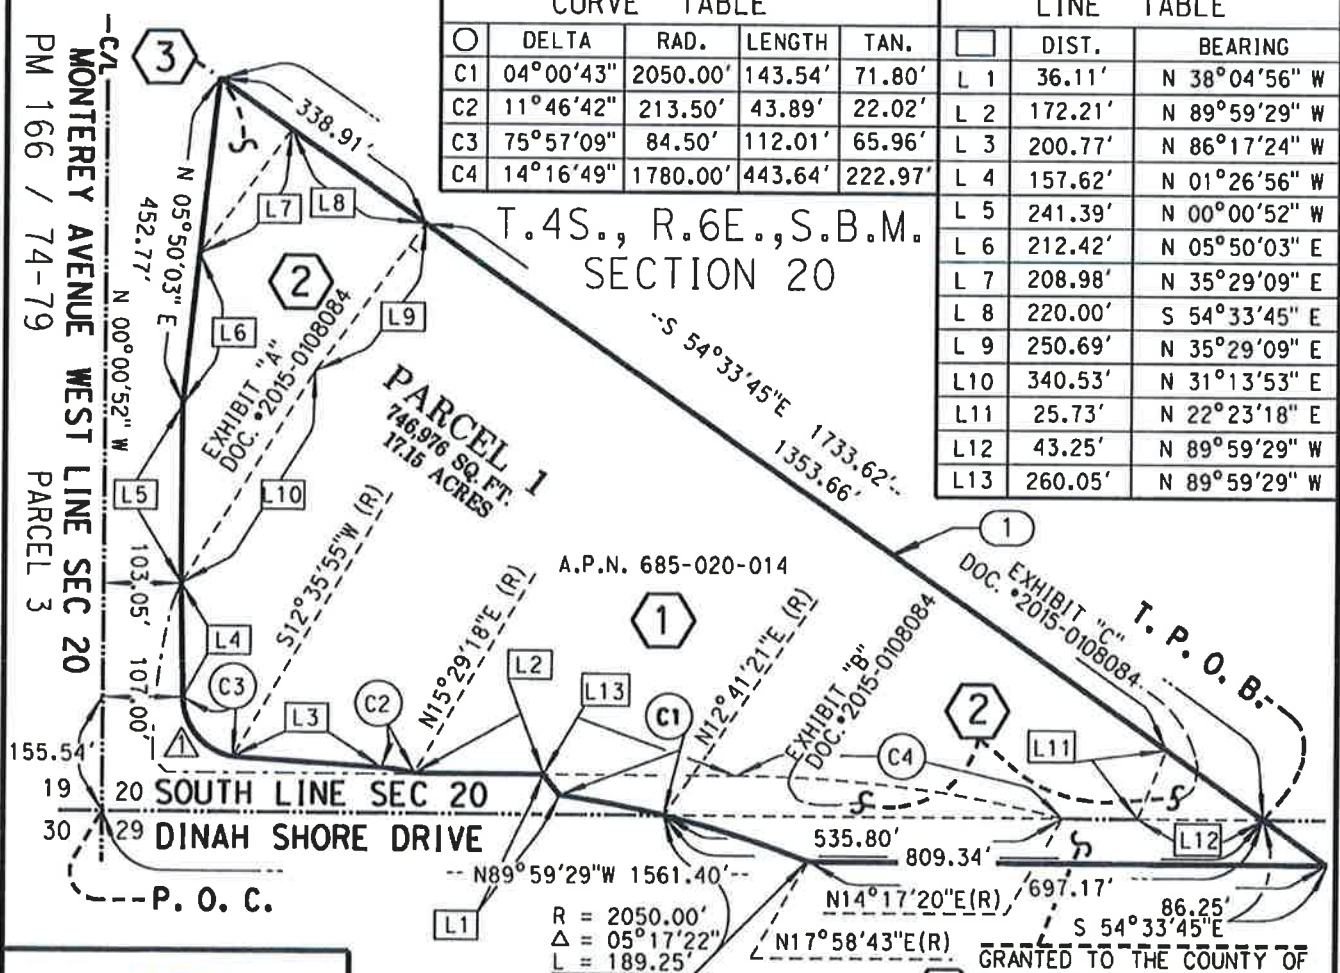 CURVE TABLE
○ DELTA RAD. LENGTH TAN.
C1 04°00'43" 2050.00' 143.54' 71.80'
C2 11°46'42" 213.50' 43.89' 22.02'
C3 75°57'09" 84.50' 112.01' 65.96'
C4 14°16'49" 1780.00' 443.64' 222.97'
LINE TABLE
□ DIST. BEARING
L 1 36.11' N 38°04'56" W
L 2 172.21' N 89°59'29" W
L 3 200.77' N 86°17'24" W
L 4 157.62' N 01°26'56" W
L 5 241.39' N 00°00'52" W
L 6 212.42' N 05°50'03" E
L 7 208.98' N 35°29'09" E
L 8 220.00' S 54°33'45" E
L 9 250.69' N 35°29'09" E
L10 340.53' N 31°13'53" E
L11 25.73' N 22°23'18" E
L12 43.25' N 89°59'29" W
L13 260.05' N 89°59'29" W
T.4S., R.6E.,S.B.M.
SECTION 20
C/L
MONTEREY AVENUE WEST LINE SEC 20
PM 166 / 74-79 PARCEL 3
N 00°00'52" W
3
338.91'
N 05°50'03" E
452.77'
L7
L8
2
L6
L9
EXHIBIT "A"
DOC.•2015-0108084
PARCEL 1
746,976 SQ. FT.
17.15 ACRES
--S 54°33'45"E 1733.62'--
1353.66'
L5
L10
1
EXHIBIT "C"
DOC. •2015-0108084
T. P. O. B.
A.P.N. 685-020-014
1
103.05'
107.00'
L4
S12°35'55"W (R)
N15°29'18"E (R)
N12°41'21"E (R)
EXHIBIT "B"
DOC.•2015-0108084
C3
L3
C2
L2
L13
C1
C4
2
L11
1
155.54'
19 20
30 29
SOUTH LINE SEC 20
DINAH SHORE DRIVE
535.80'
809.34'
L12
--P. O. C.
-- N89°59'29"W 1561.40'--
697.17'
N14°17'20"E(R)
86.25'
S 54°33'45"E
L1
R = 2050.00'
Δ = 05°17'22"
L = 189.25'
N17°58'43"E(R)
GRANTED TO THE COUNTY OF